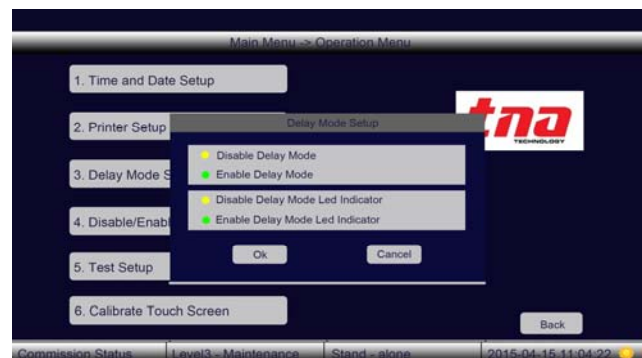 Main Menu -> Operation Menu
1. Time and Date Setup
2. Printer Setup
Delay Mode Setup
tna
TECHNOLOGY
Disable Delay Mode
Enable Delay Mode
3. Delay Mode S
Disable Delay Mode Led Indicator
Enable Delay Mode Led Indicator
4. Disable/Enabl
Ok
Cancel
5. Test Setup
6. Calibrate Touch Screen
Back
Commission Status
Level3 - Maintenance
Stand - alone
2015-04-15 11:04:22